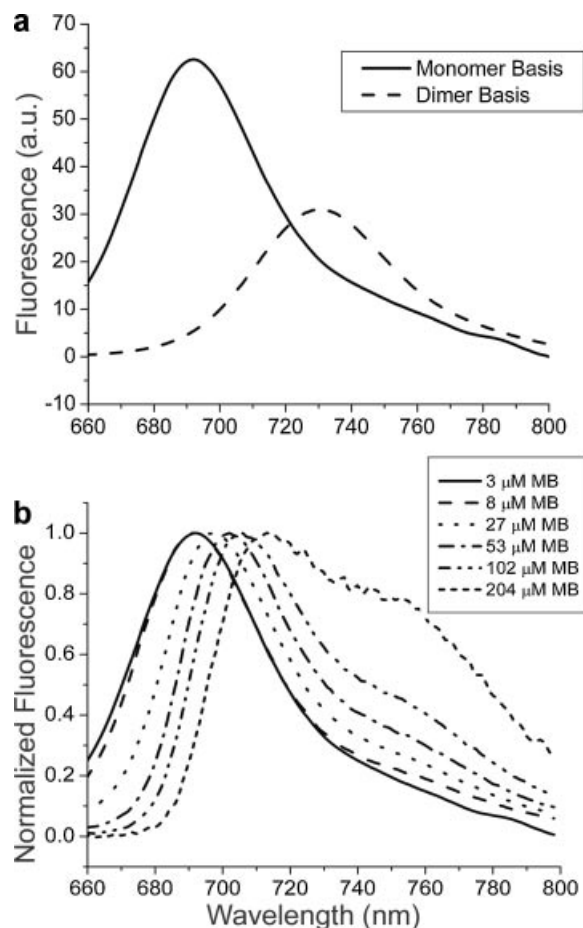 a
70
60
50
40
30
20
10
0
-10
Fluorescence (a.u.)
Monomer Basis
Dimer Basis
660 680 700 720 740 760 780 800
b
3 μM MB
8 μM MB
27 μM MB
53 μM MB
102 μM MB
204 μM MB
1.0
0.8
0.6
0.4
0.2
0.0
Normalized Fluorescence
660 680 700 720 740 760 780 800
Wavelength (nm)